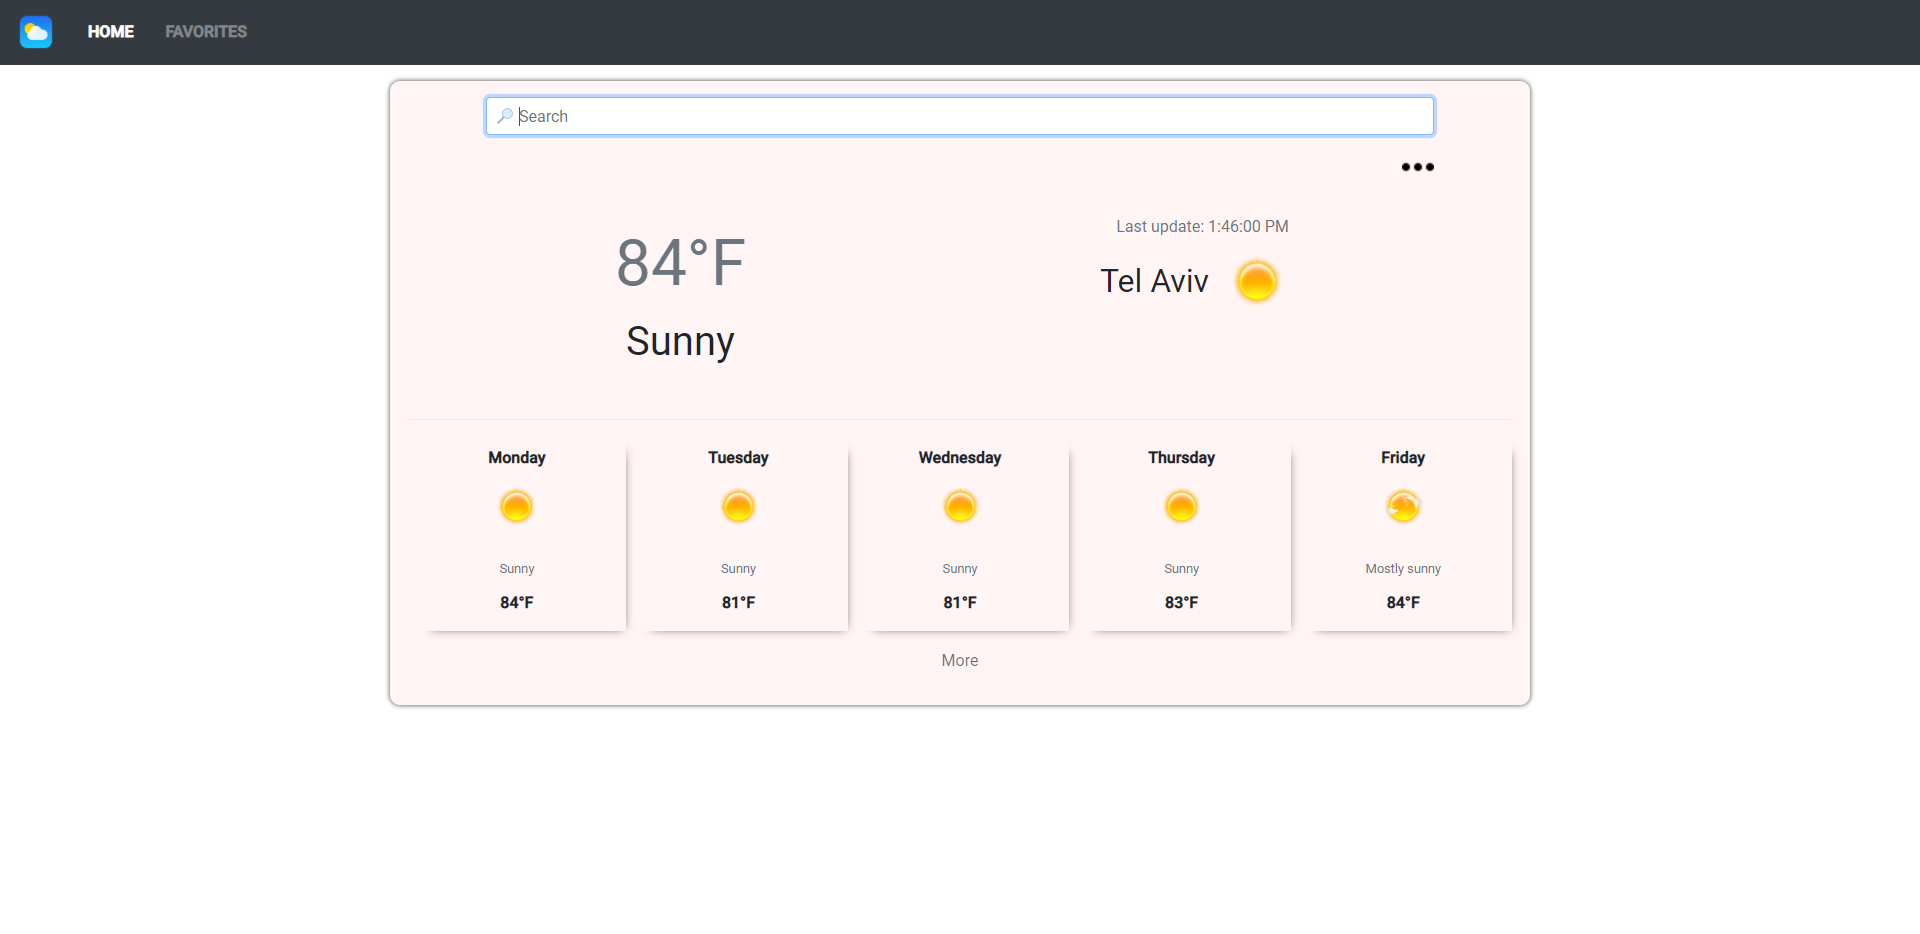 HOME FAVORITES
Search
Last update: 1:46:00 PM
84°F
Tel Aviv
Sunny
Monday Tuesday Wednesday Thursday Friday
Sunny Sunny Sunny Sunny Mostly sunny
84°F 81°F 81°F 83°F 84°F
More